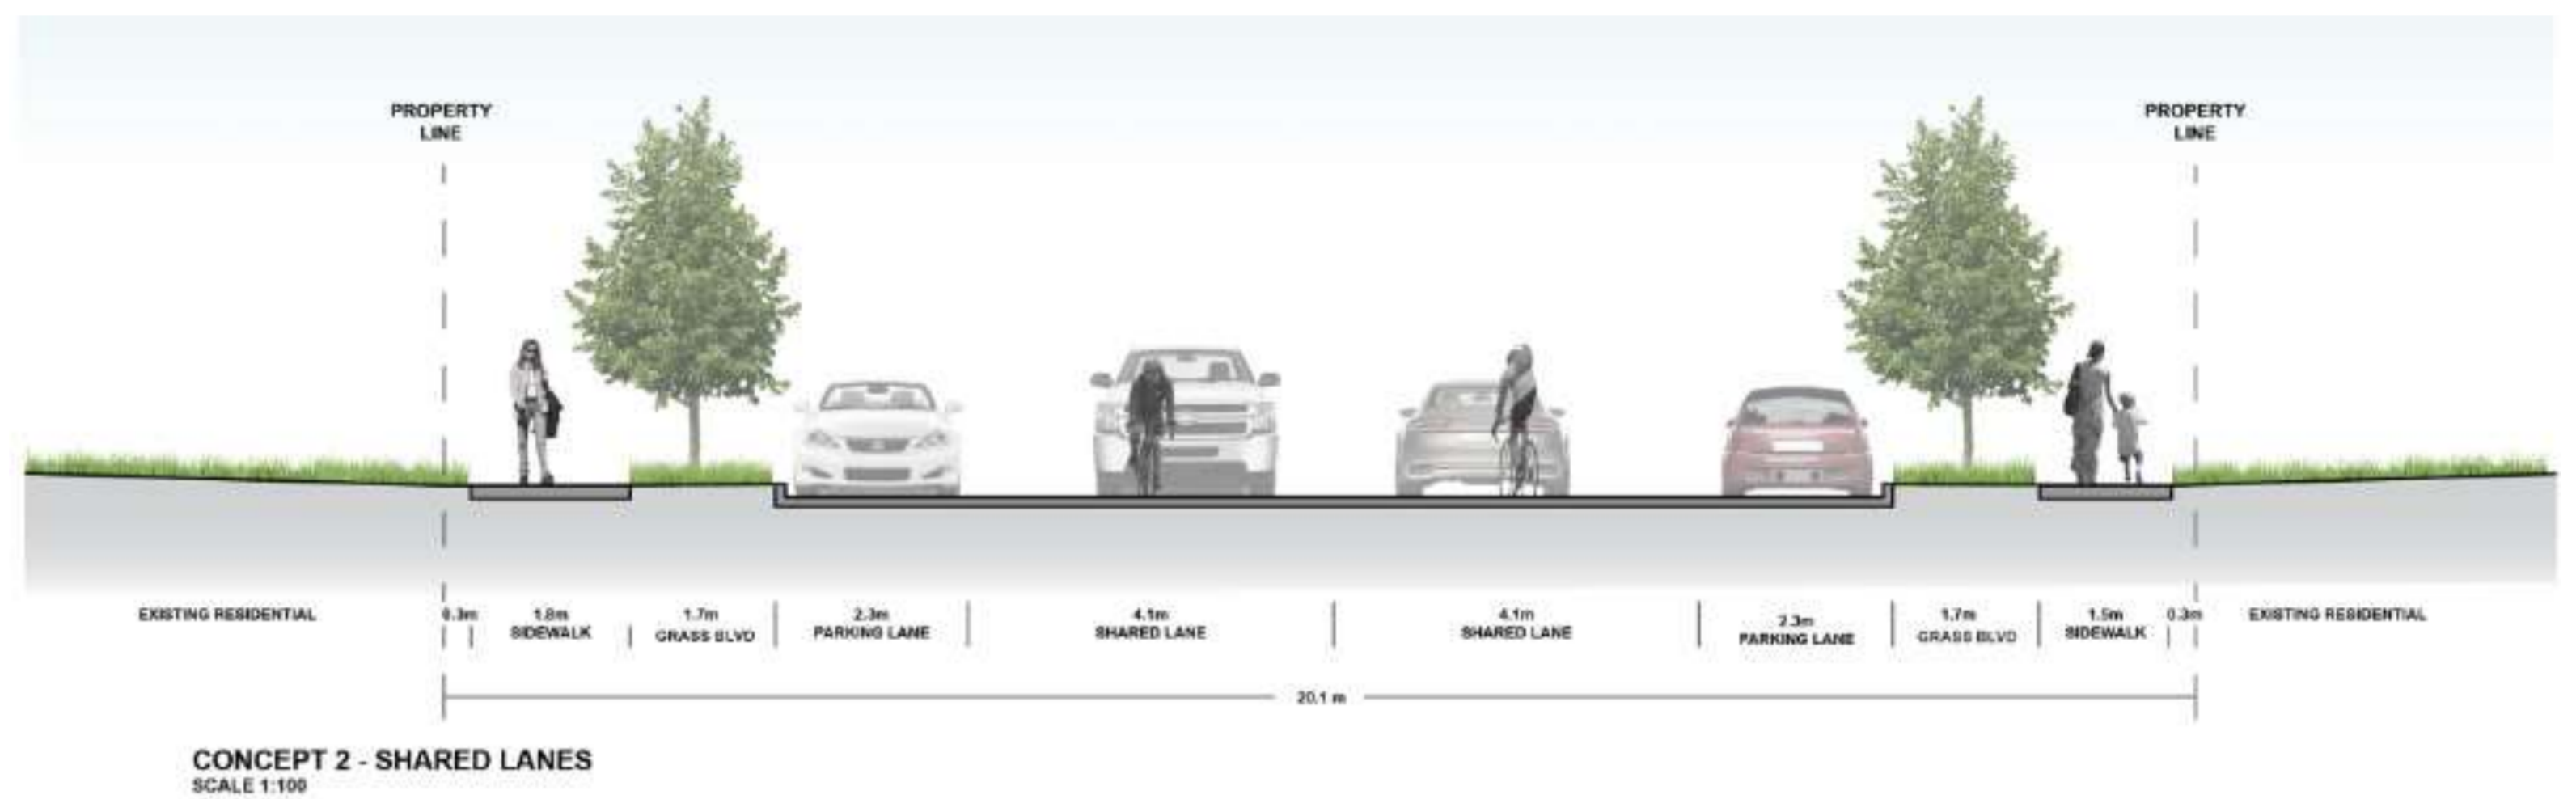 PROPERTY
LINE
PROPERTY
LINE
EXISTING RESIDENTIAL
0.3m
1.8m
SIDEWALK
1.7m
GRASS BLVD
2.3m
PARKING LANE
4.1m
SHARED LANE
4.1m
SHARED LANE
2.3m
PARKING LANE
1.7m
GRASS BLVD
1.5m
SIDEWALK
0.3m
EXISTING RESIDENTIAL
20.1 m
CONCEPT 2 - SHARED LANES
SCALE 1:100